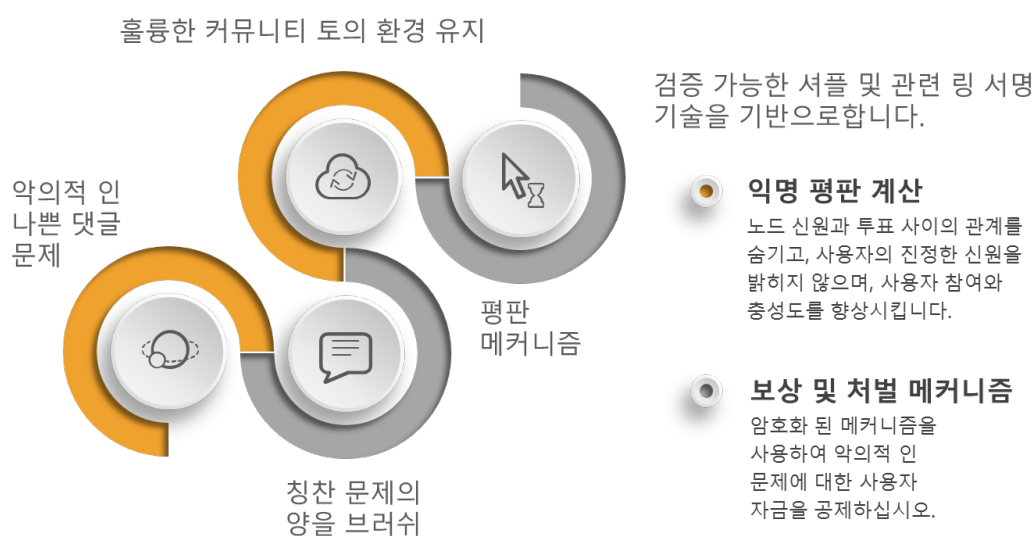 훌륭한 커뮤니티 토의 환경 유지
악의적 인
나쁜 댓글
문제
평판
메커니즘
칭찬 문제의
양을 브러쉬
검증 가능한 셔플 및 관련 링 서명
기술을 기반으로합니다.
익명 평판 계산
노드 신원과 투표 사이의 관계를
숨기고, 사용자의 진정한 신원을
밝히지 않으며, 사용자 참여와
충성도를 향상시킵니다.
보상 및 처벌 메커니즘
암호화 된 메커니즘을
사용하여 악의적 인
문제에 대한 사용자
자금을 공제하십시오.